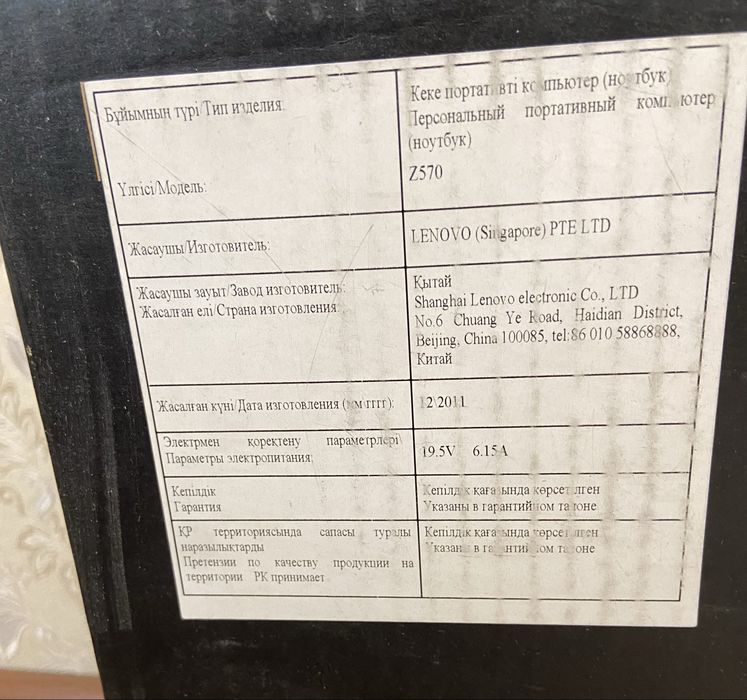 Бұйымның түрі/Тип изделия:
Кеке портативті компьютер (ноутбук)
Персональный портативный компьютер
(ноутбук)
Үлгісі/Модель:
Z570
Жасаушы/Изготовитель:
LENOVO (Singapore) PTE LTD
Жасаушы зауыт/Завод изготовитель:
Жасалған елі/Страна изготовления:
Қытай
Shanghai Lenovo electronic Co., LTD
No.6 Chuang Ye Road, Haidian District,
Beijing, China 100085, tel:86 010 58868888,
Китай
Жасалған күні/Дата изготовления (мм/гггг):
12/2011
Электрмен қоректену параметрлері
Параметры электропитания:
19.5V 6.15A
Кепілдік
Гарантия
Кепілдік қағазында көрсетілген
Указаны в гарантийном талоне
ҚР территориясында сапасы туралы
наразылықтарды
Претензии по качеству продукции на
территории РК принимает
Кепілдік қағазында көрсетілген
Указаны в гарантийном талоне